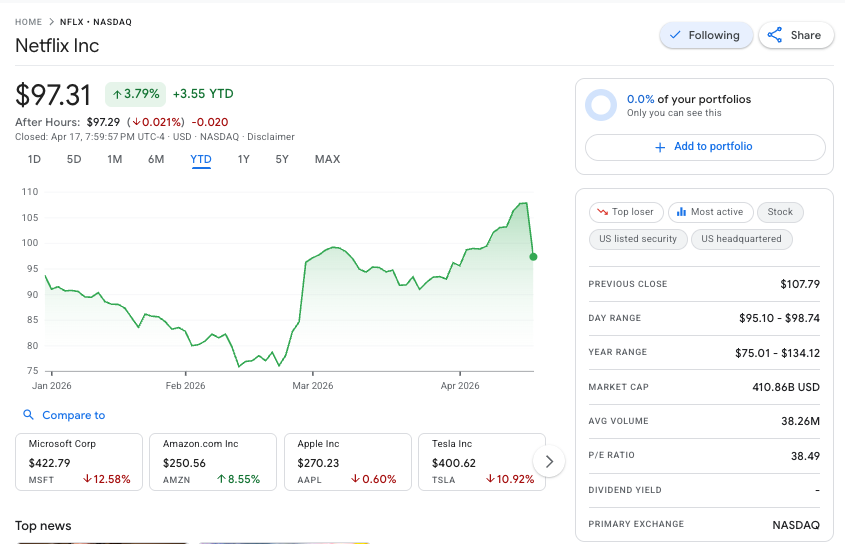 HOME > NFLX • NASDAQ
Netflix Inc
Following
Share
$97.31 ↑3.79% +3.55 YTD
After Hours: $97.29 (↓0.021%) -0.020
Closed: Apr 17, 7:59:57 PM UTC-4 · USD · NASDAQ · Disclaimer
1D 5D 1M 6M YTD 1Y 5Y MAX
110
105
100
95
90
85
80
75
Jan 2026 Feb 2026 Mar 2026 Apr 2026
Compare to
Microsoft Corp
$422.79
MSFT ↓12.58%
Amazon.com Inc
$250.56
AMZN ↑8.55%
Apple Inc
$270.23
AAPL ↓0.60%
Tesla Inc
$400.62
TSLA ↓10.92%
Top news
0.0% of your portfolios
Only you can see this
+ Add to portfolio
Top loser Most active Stock
US listed security US headquartered
PREVIOUS CLOSE $107.79
DAY RANGE $95.10 - $98.74
YEAR RANGE $75.01 - $134.12
MARKET CAP 410.86B USD
AVG VOLUME 38.26M
P/E RATIO 38.49
DIVIDEND YIELD -
PRIMARY EXCHANGE NASDAQ